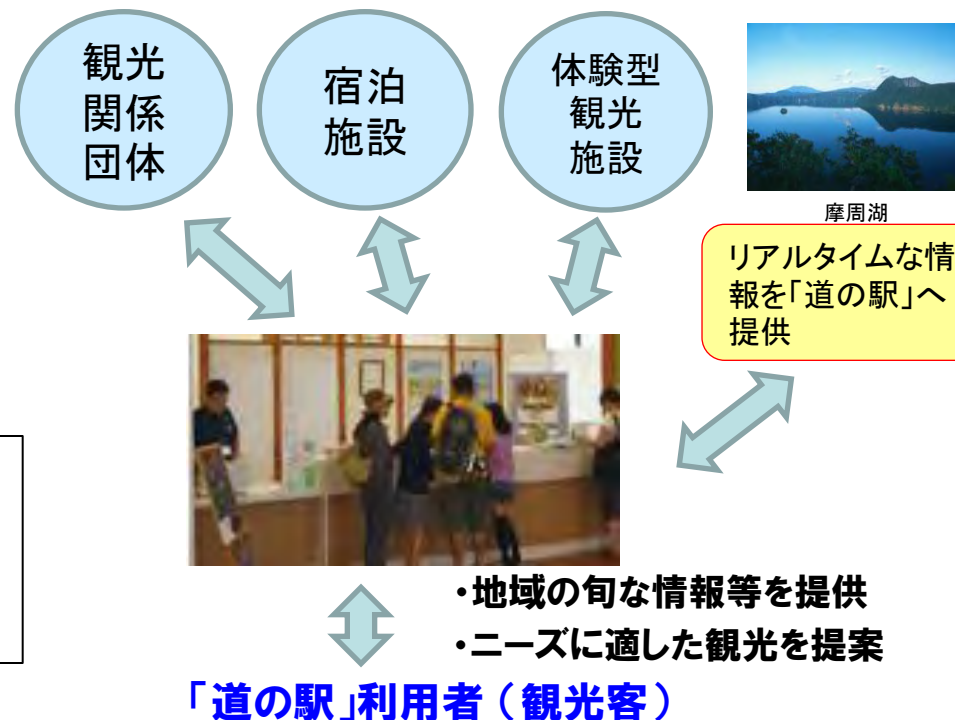 観光
関係
団体
宿泊
施設
体験型
観光
施設
摩周湖
リアルタイムな情
報を「道の駅」へ
提供
・地域の旬な情報等を提供
・ニーズに適した観光を提案
「道の駅」利用者（観光客）